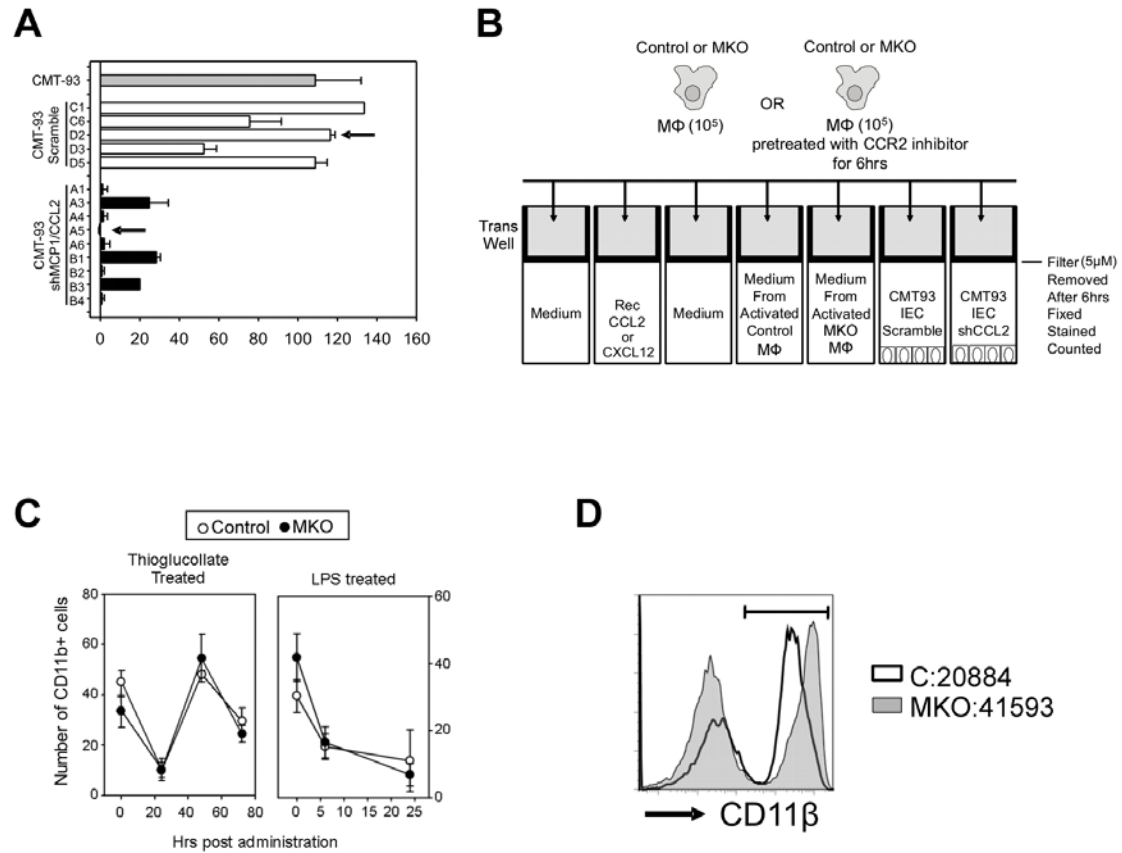 A
CMT-93
CMT-93
Scramble
C1
C6
D2
D3
D5
CMT-93
shMCP1/CCL2
A1
A3
A4
A5
A6
B1
B2
B3
B4
0 20 40 60 80 100 120 140 160
B
Control or MKO
Control or MKO
OR
MΦ (10⁵)
MΦ (10⁵)
pretreated with CCR2 inhibitor
for 6hrs
Trans
Well
Medium
Rec
CCL2
or
CXCL12
Medium
Medium
From
Activated
Control
MΦ
Medium
From
Activated
MKO
MΦ
CMT93
IEC
Scramble
CMT93
IEC
shCCL2
Filter (5μM)
Removed
After 6hrs
Fixed
Stained
Counted
C
Control MKO
Thioglucollate
Treated
LPS treated
Number of CD11b+ cells
80
60
40
20
0
60
40
20
0
0 20 40 60 80
0 5 10 15 20 25
Hrs post administration
D
C:20884
MKO:41593
CD11β